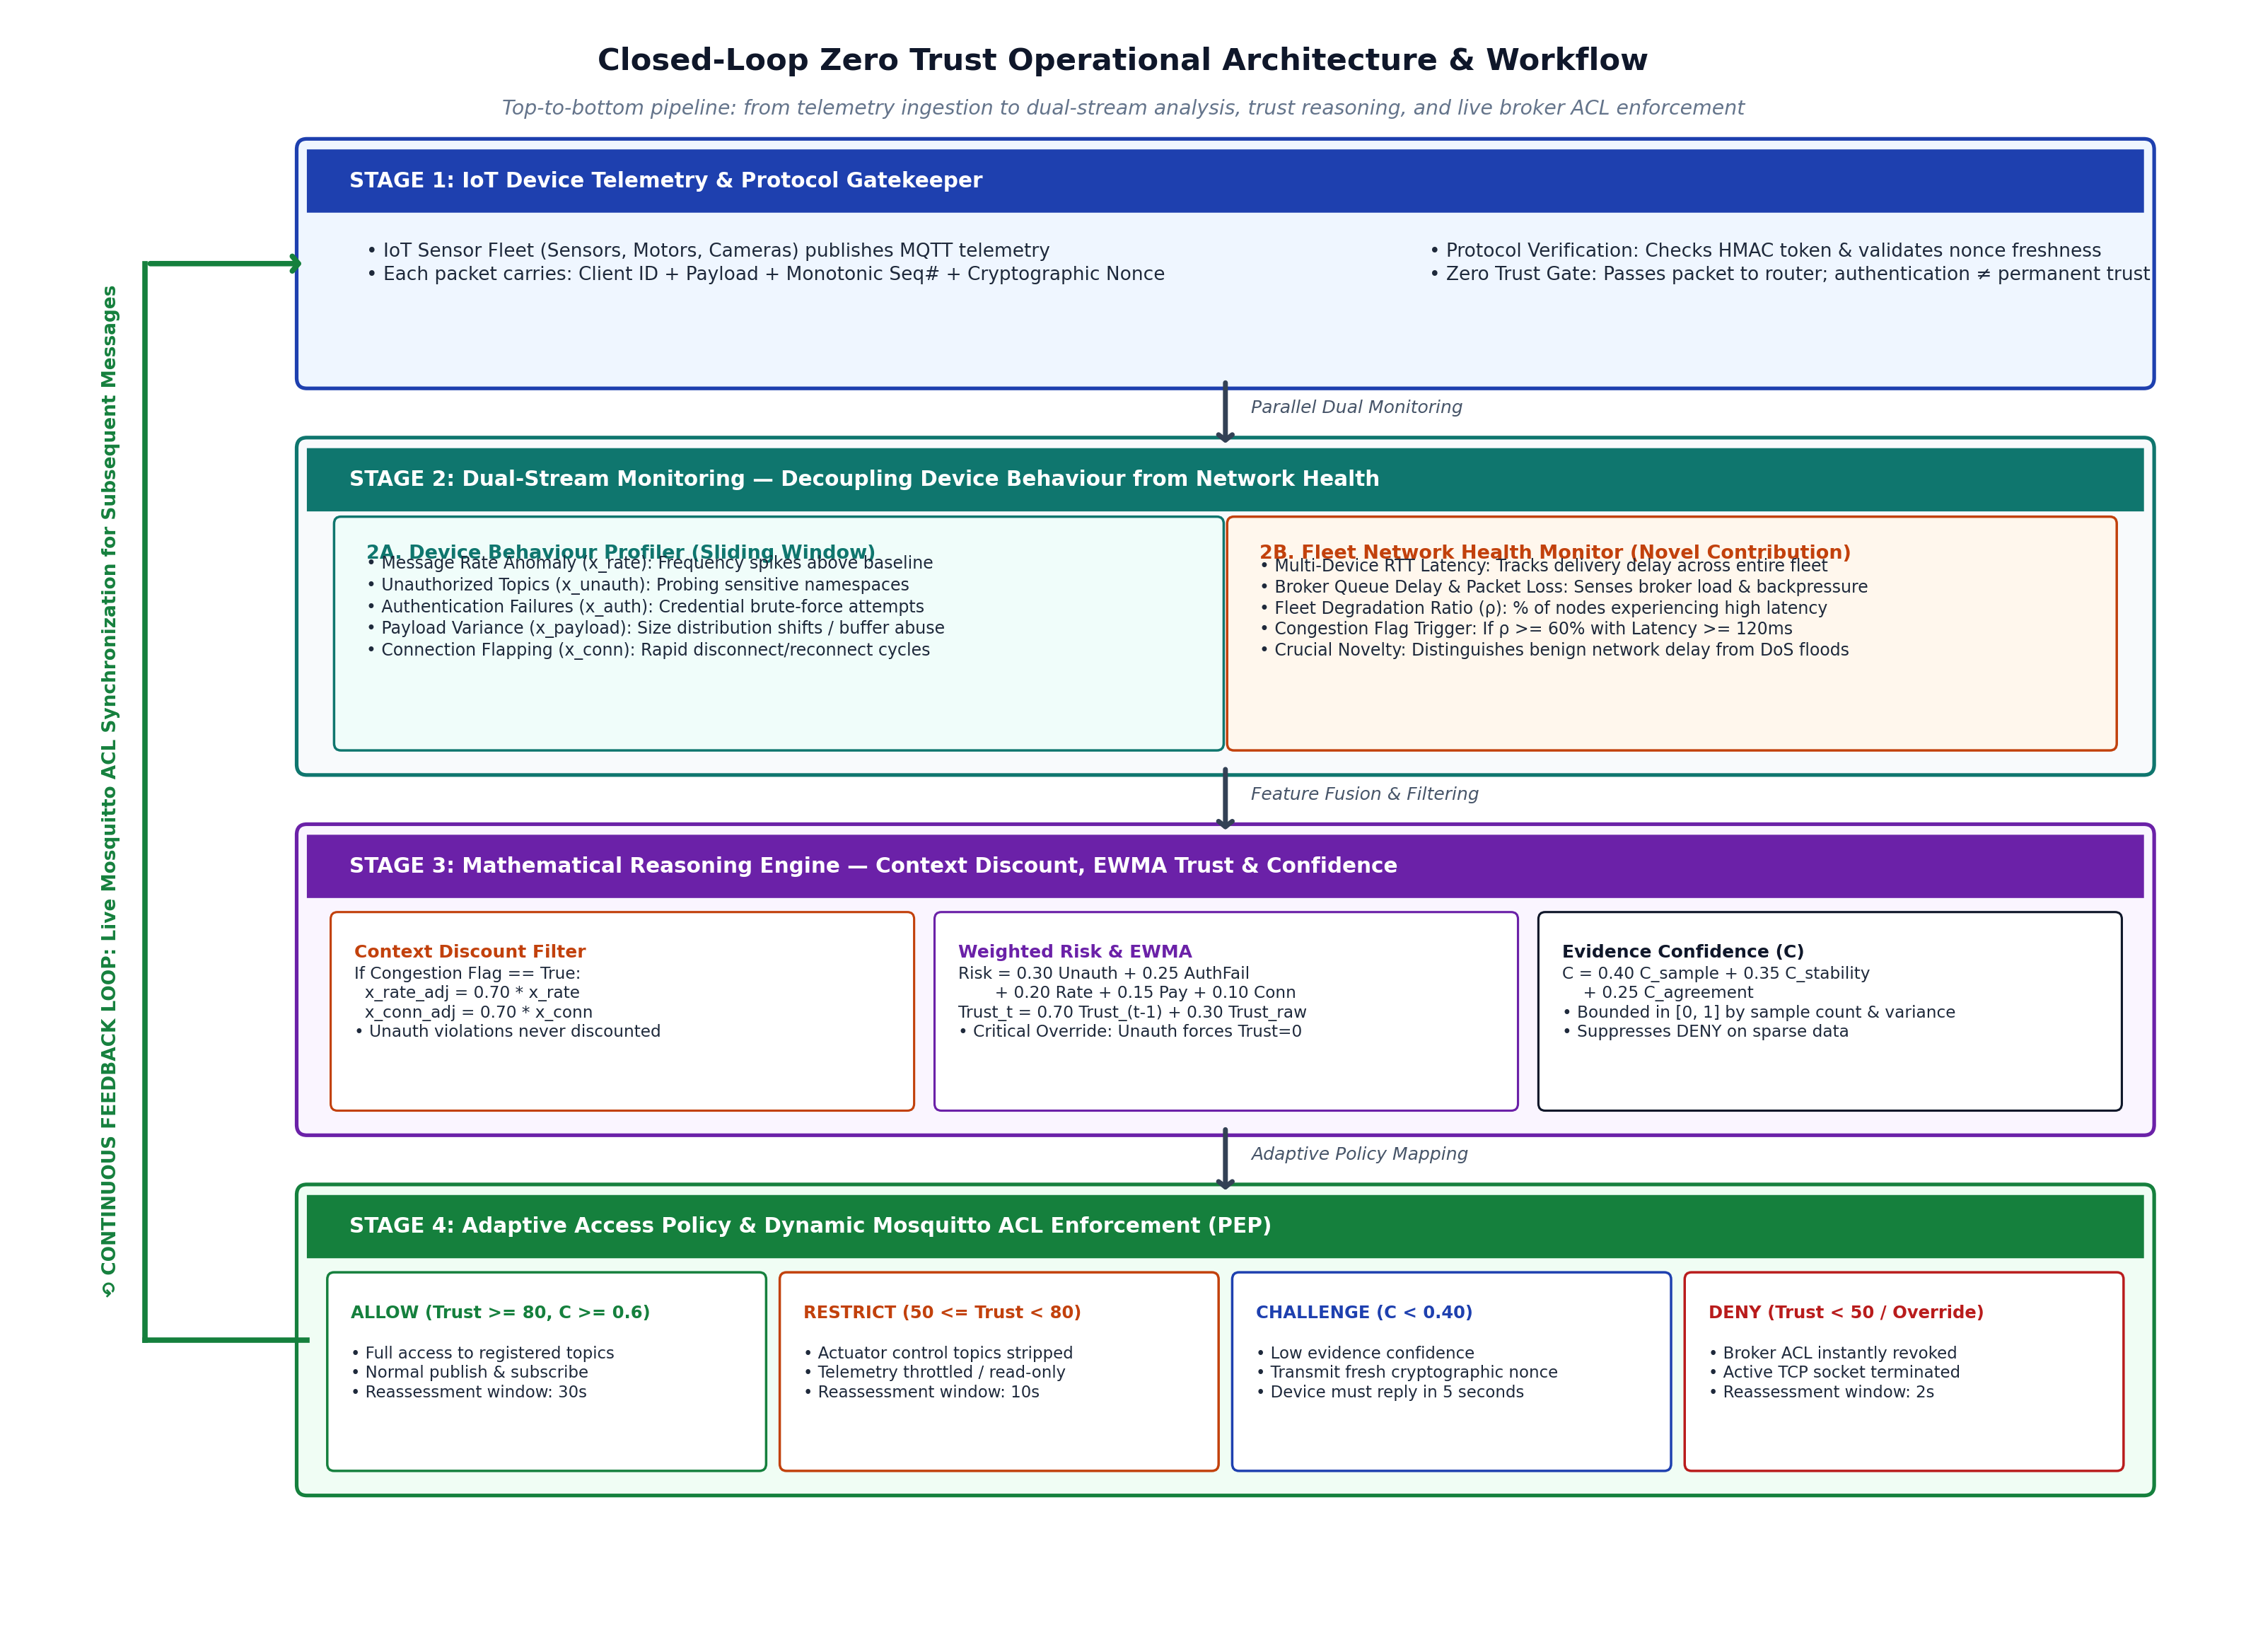 Closed-Loop Zero Trust Operational Architecture & Workflow
Top-to-bottom pipeline: from telemetry ingestion to dual-stream analysis, trust reasoning, and live broker ACL enforcement
STAGE 1: IoT Device Telemetry & Protocol Gatekeeper
• IoT Sensor Fleet (Sensors, Motors, Cameras) publishes MQTT telemetry
• Each packet carries: Client ID + Payload + Monotonic Seq# + Cryptographic Nonce
• Protocol Verification: Checks HMAC token & validates nonce freshness
• Zero Trust Gate: Passes packet to router; authentication ≠ permanent trust
Parallel Dual Monitoring
STAGE 2: Dual-Stream Monitoring — Decoupling Device Behaviour from Network Health
2A. Device Behaviour Profiler (Sliding Window)
• Message Rate Anomaly (x_rate): Frequency spikes above baseline
• Unauthorized Topics (x_unauth): Probing sensitive namespaces
• Authentication Failures (x_auth): Credential brute-force attempts
• Payload Variance (x_payload): Size distribution shifts / buffer abuse
• Connection Flapping (x_conn): Rapid disconnect/reconnect cycles
2B. Fleet Network Health Monitor (Novel Contribution)
• Multi-Device RTT Latency: Tracks delivery delay across entire fleet
• Broker Queue Delay & Packet Loss: Senses broker load & backpressure
• Fleet Degradation Ratio (ρ): % of nodes experiencing high latency
• Congestion Flag Trigger: If ρ >= 60% with Latency >= 120ms
• Crucial Novelty: Distinguishes benign network delay from DoS floods
Feature Fusion & Filtering
STAGE 3: Mathematical Reasoning Engine — Context Discount, EWMA Trust & Confidence
Context Discount Filter
If Congestion Flag == True:
x_rate_adj = 0.70 * x_rate
x_conn_adj = 0.70 * x_conn
• Unauth violations never discounted
Weighted Risk & EWMA
Risk = 0.30 Unauth + 0.25 AuthFail
+ 0.20 Rate + 0.15 Pay + 0.10 Conn
Trust_t = 0.70 Trust_(t-1) + 0.30 Trust_raw
• Critical Override: Unauth forces Trust=0
Evidence Confidence (C)
C = 0.40 C_sample + 0.35 C_stability
+ 0.25 C_agreement
• Bounded in [0, 1] by sample count & variance
• Suppresses DENY on sparse data
Adaptive Policy Mapping
STAGE 4: Adaptive Access Policy & Dynamic Mosquitto ACL Enforcement (PEP)
ALLOW (Trust >= 80, C >= 0.6)
• Full access to registered topics
• Normal publish & subscribe
• Reassessment window: 30s
RESTRICT (50 <= Trust < 80)
• Actuator control topics stripped
• Telemetry throttled / read-only
• Reassessment window: 10s
CHALLENGE (C < 0.40)
• Low evidence confidence
• Transmit fresh cryptographic nonce
• Device must reply in 5 seconds
DENY (Trust < 50 / Override)
• Broker ACL instantly revoked
• Active TCP socket terminated
• Reassessment window: 2s
⟲ CONTINUOUS FEEDBACK LOOP: Live Mosquitto ACL Synchronization for Subsequent Messages